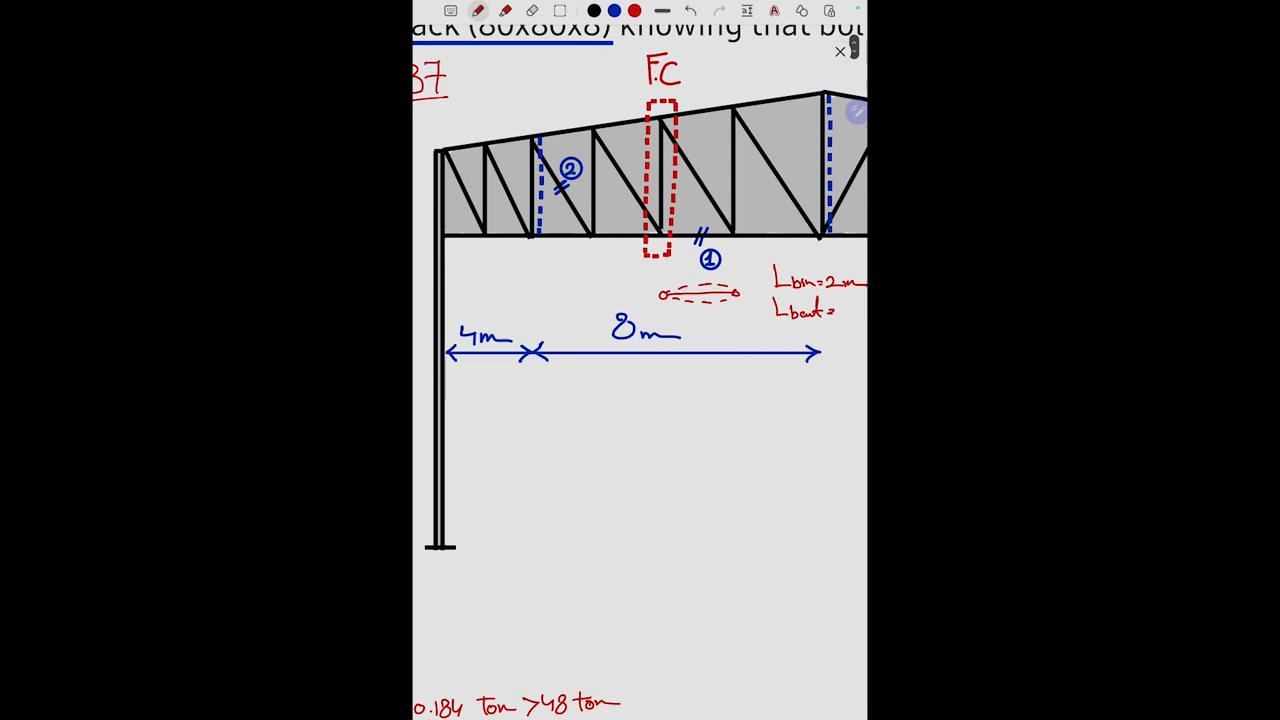 ack (80x80x8) knowing that bol
37
F.C
2
1
Lbin=2m
Lbout=
4m
8m
0.184 Ton >48 ton